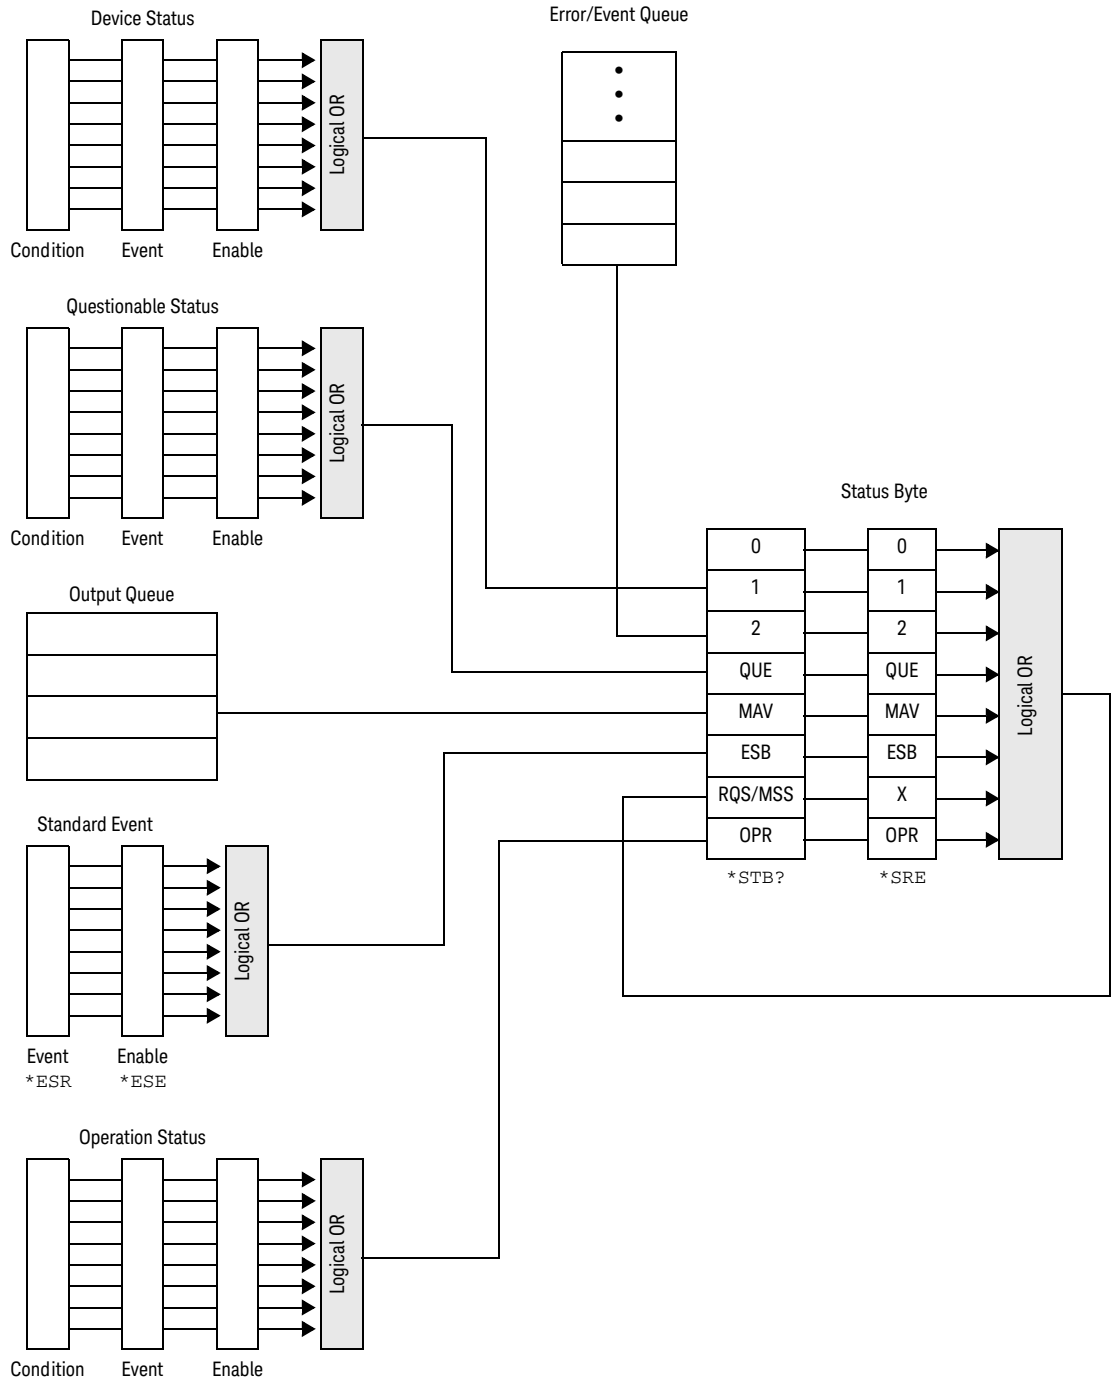 Device Status
Error/Event Queue
Logical OR
Condition Event Enable
Questionable Status
Logical OR
Condition Event Enable
Status Byte
0 0
1 1
2 2
QUE QUE
MAV MAV
ESB ESB
RQS/MSS X
OPR OPR
Logical OR
*STB? *SRE
Output Queue
Standard Event
Logical OR
Event Enable
*ESR *ESE
Operation Status
Logical OR
Condition Event Enable